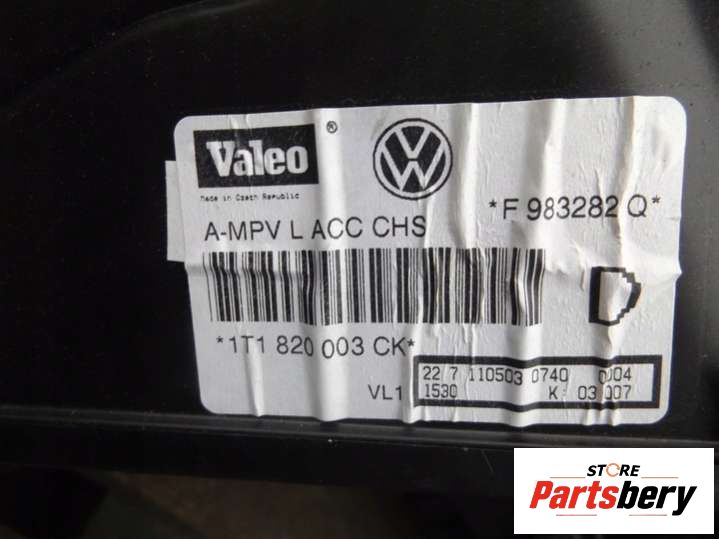 Valeo ®
VW
Made in Czech Republic
*F 983282 Q*
A-MPV L ACC CHS
D
*1T1 820 003 CK*
VL1
22 7 110503 0740 0004
1530 K 03 007
STORE
Partsbery